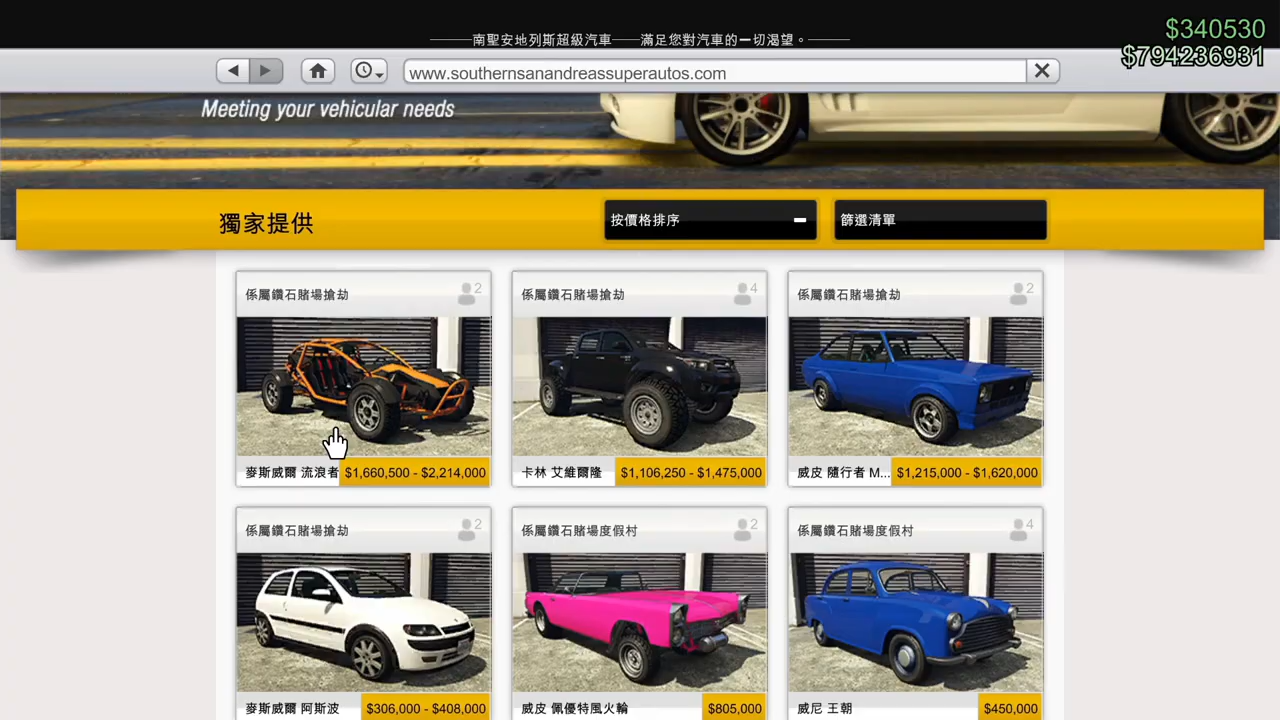 $340530
南聖安地列斯超級汽車——滿足您對汽車的一切渴望。
$794236931
www.southernsanandreassuperautos.com
Meeting your vehicular needs
獨家提供
按價格排序
篩選清單
係屬鑽石賭場搶劫 2
係屬鑽石賭場搶劫 4
係屬鑽石賭場搶劫 2
麥斯威爾 流浪者 $1,660,500 - $2,214,000
卡林 艾維爾隆 $1,106,250 - $1,475,000
威皮 隨行者 M... $1,215,000 - $1,620,000
係屬鑽石賭場搶劫 2
係屬鑽石賭場度假村 2
係屬鑽石賭場度假村 4
麥斯威爾 阿斯波 $306,000 - $408,000
威皮 佩優特風火輪 $805,000
威尼 王朝 $450,000